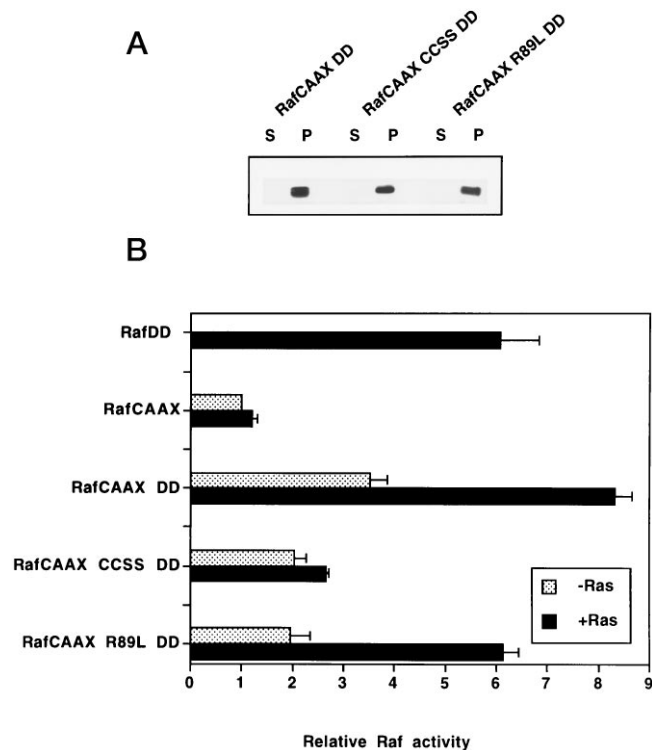 A
RafCAAX DD
RafCAAX CCSS DD
RafCAAX R89L DD
S P S P S P
B
RafDD
RafCAAX
RafCAAX DD
RafCAAX CCSS DD
RafCAAX R89L DD
-Ras
+Ras
0 1 2 3 4 5 6 7 8 9
Relative Raf activity